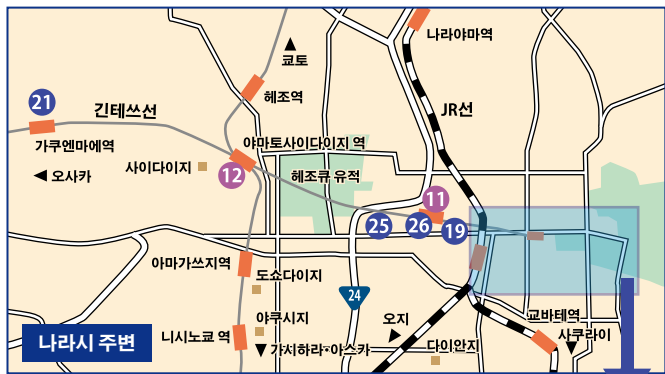 나라야마역
교토
헤조역
21
긴테쓰선
JR선
가쿠엔마에역
야마토사이다이지 역
사이다이지
12
헤조큐 유적
오사카
11
25
26
19
아마가쓰지역
도쇼다이지
24
야쿠시지
오지
교바테역
나라시 주변
니시노쿄 역
가시하라·아스카
다이안지
사쿠라이